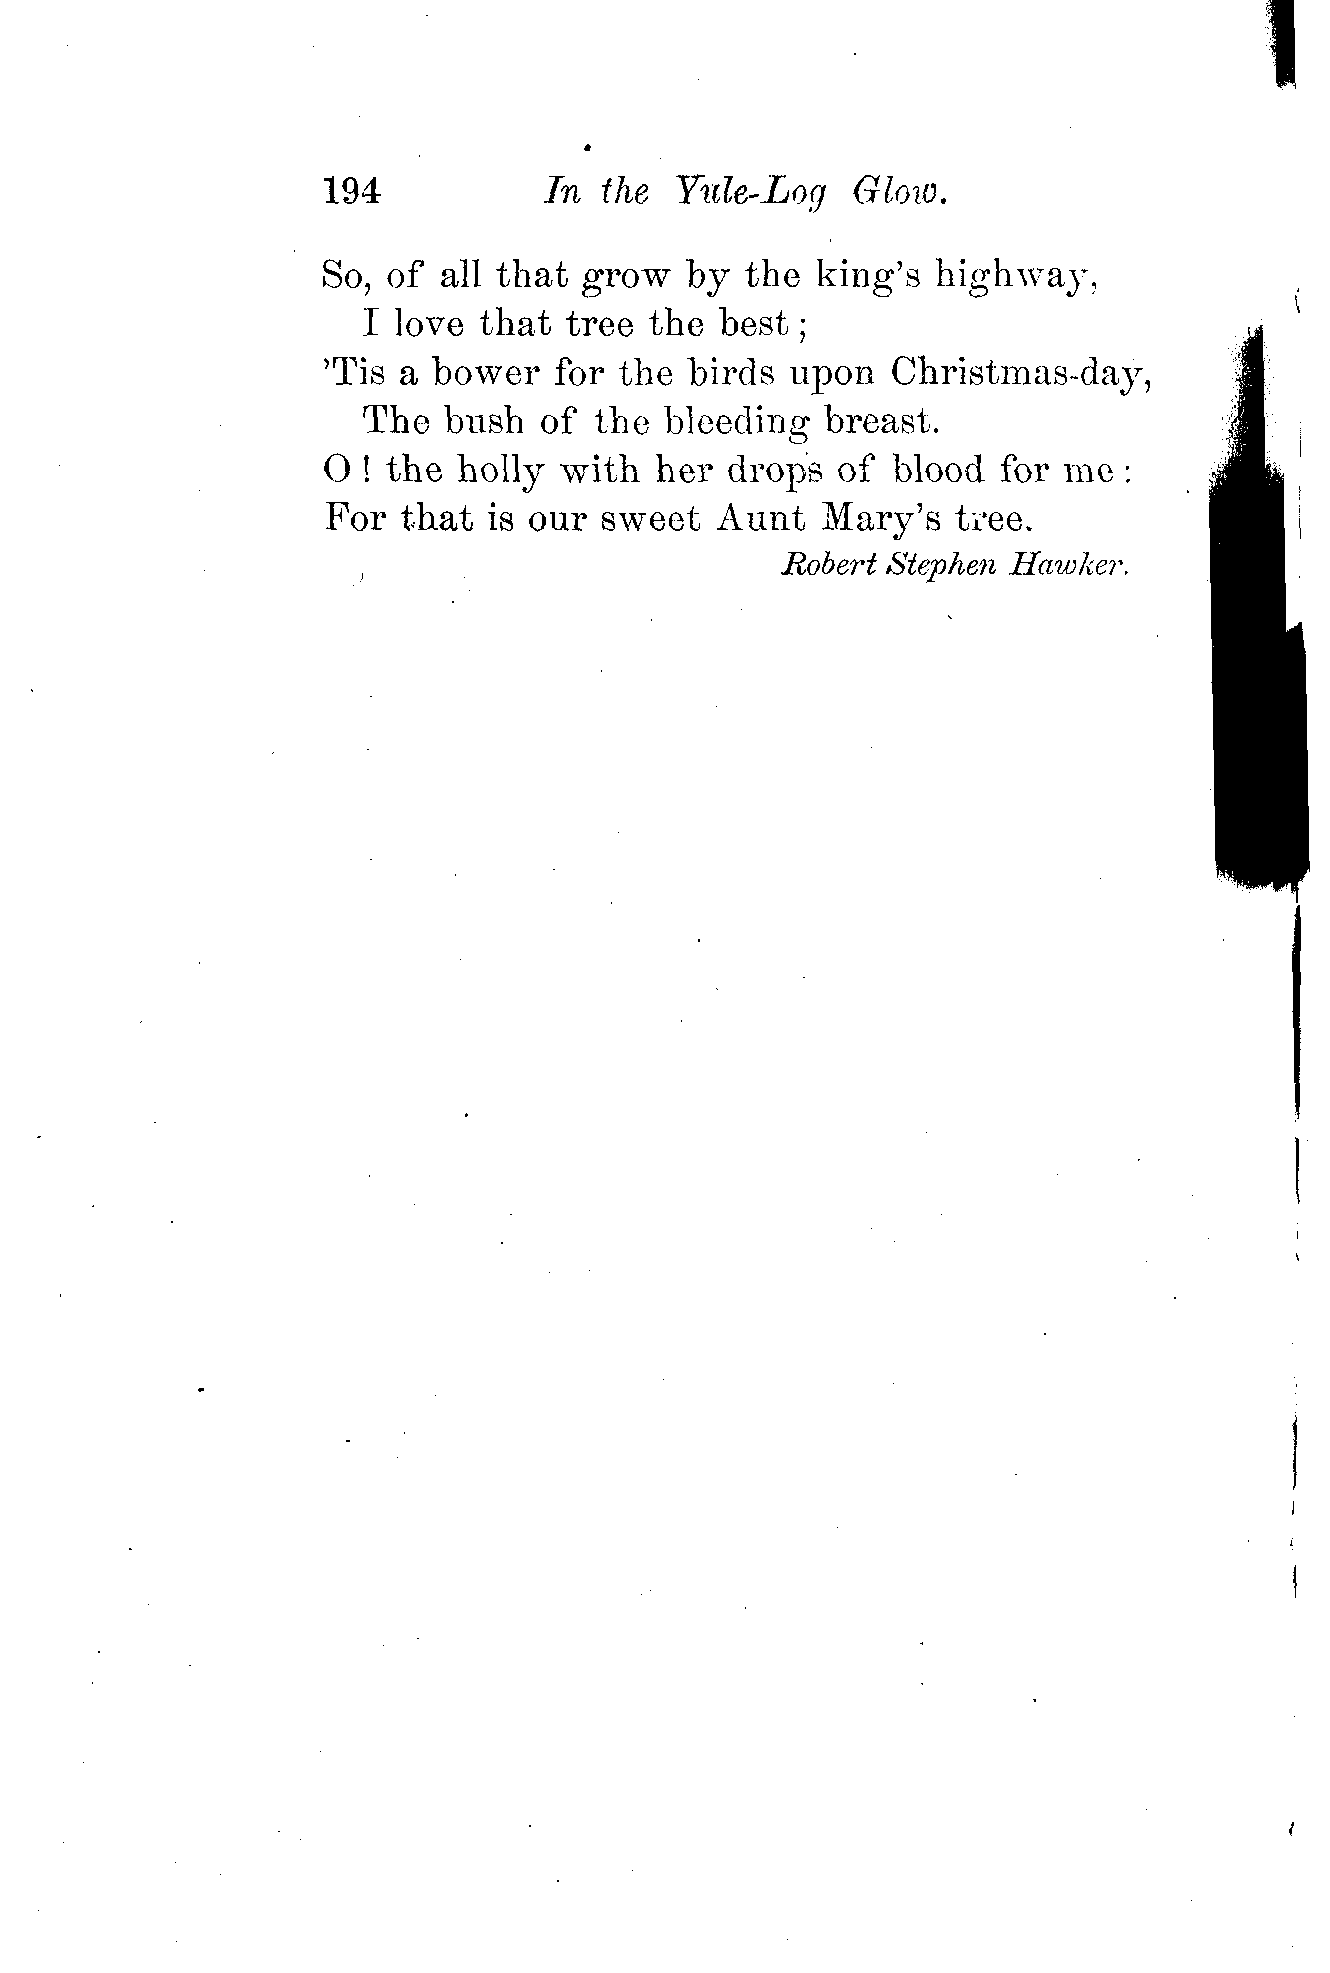 194 In the Yule-Log Glow.
So, of all that grow by the king's highway,
I love that tree the best;
'Tis a bower for the birds upon Christmas-day,
The bush of the bleeding breast.
O! the holly with her drops of blood for me:
For that is our sweet Aunt Mary's tree.
Robert Stephen Hawker.